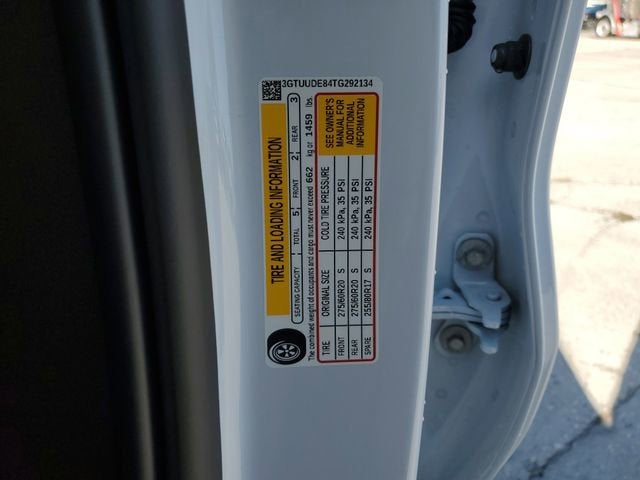 3GTUUDE84TG292134
TIRE AND LOADING INFORMATION
SEATING CAPACITY TOTAL 5 FRONT 2 REAR 3
The combined weight of occupants and cargo must never exceed 662 kg or 1459 lbs.
TIRE ORIGINAL SIZE COLD TIRE PRESSURE
FRONT 275/60R20 S 240 kPa, 35 PSI
REAR 275/60R20 S 240 kPa, 35 PSI
SPARE 255/80R17 S 240 kPa, 35 PSI
SEE OWNER'S
MANUAL FOR
ADDITIONAL
INFORMATION